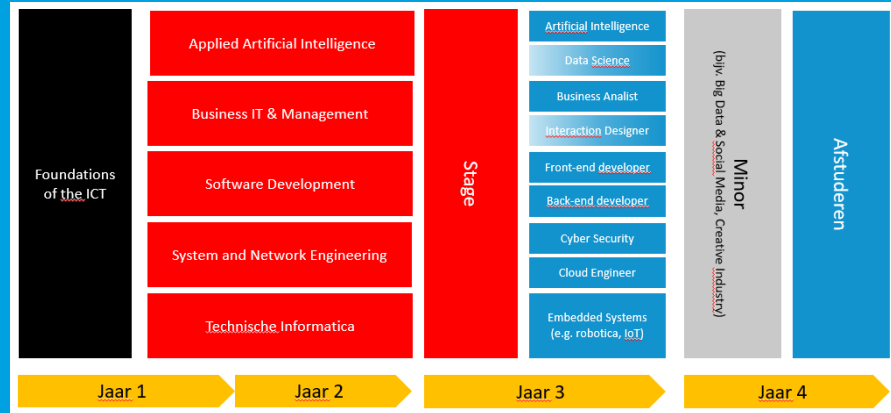 Foundations
of the ICT
Applied Artificial Intelligence
Business IT & Management
Software Development
System and Network Engineering
Technische Informatica
Stage
Artificial Intelligence
Data Science
Business Analist
Interaction Designer
Front-end developer
Back-end developer
Cyber Security
Cloud Engineer
Embedded Systems
(e.g. robotica, IoT)
Minor
(bijv. Big Data & Social Media, Creative Industry)
Afstuderen
Jaar 1
Jaar 2
Jaar 3
Jaar 4